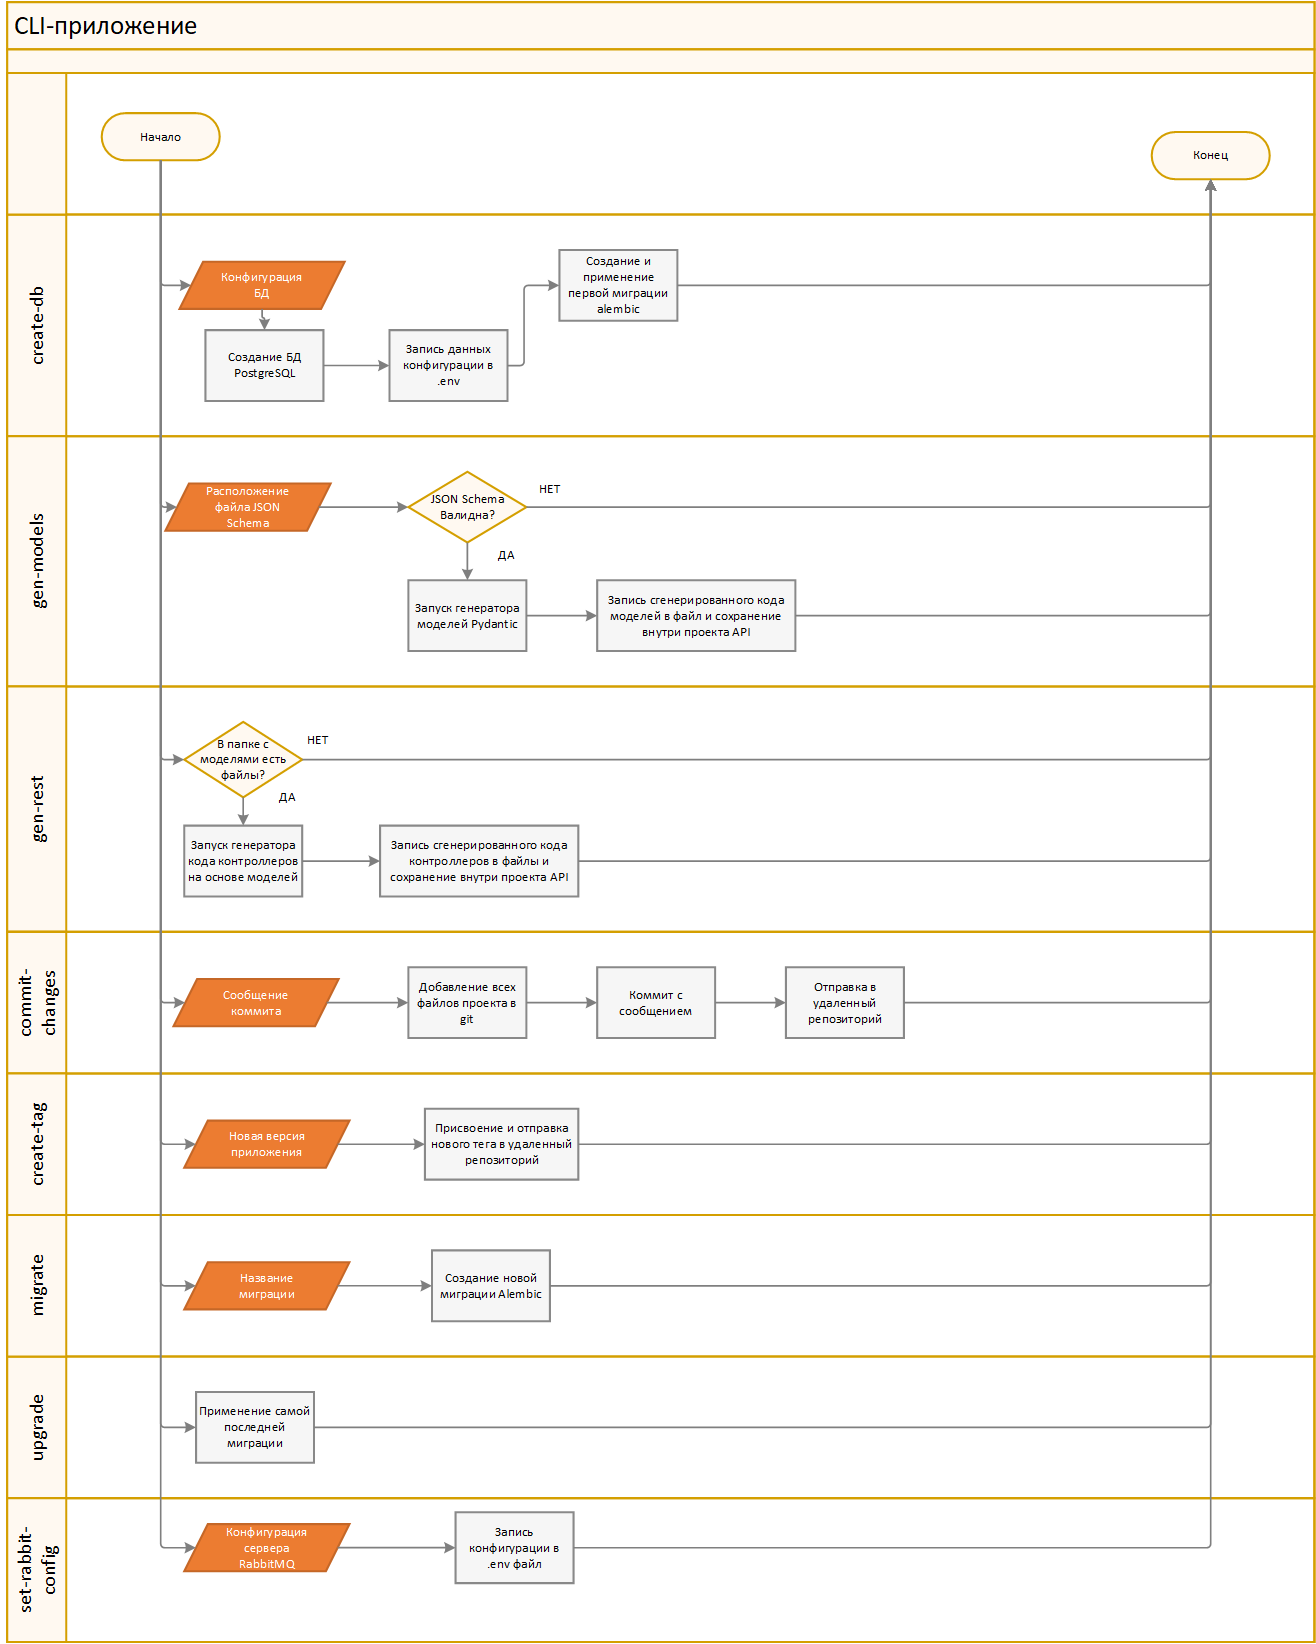 CLI-приложение
Начало
Конец
create-db
Конфигурация
БД
Создание БД
PostgreSQL
Запись данных
конфигурации в
.env
Создание и
применение
первой миграции
alembic
gen-models
Расположение
файла JSON
Schema
JSON Schema
Валидна?
НЕТ
ДА
Запуск генератора
моделей Pydantic
Запись сгенерированного кода
моделей в файл и сохранение
внутри проекта API
gen-rest
В папке с
моделями есть
файлы?
НЕТ
ДА
Запуск генератора
кода контроллеров
на основе моделей
Запись сгенерированного кода
контроллеров в файлы и
сохранение внутри проекта API
commit-
changes
Сообщение
коммита
Добавление всех
файлов проекта в
git
Коммит с
сообщением
Отправка в
удаленный
репозиторий
create-tag
Новая версия
приложения
Присвоение и отправка
нового тега в удаленный
репозиторий
migrate
Название
миграции
Создание новой
миграции Alembic
upgrade
Применение самой
последней
миграции
set-rabbit-
config
Конфигурация
сервера
RabbitMQ
Запись
конфигурации в
.env файл